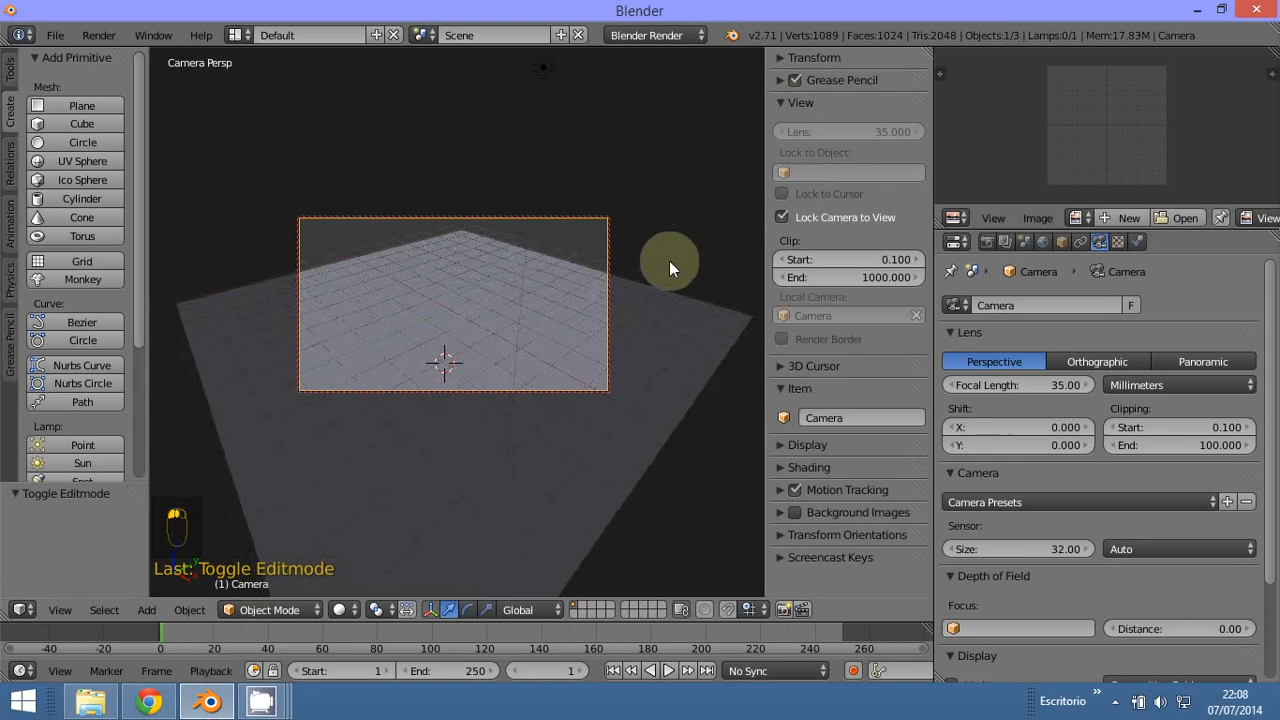 Blender
File Render Window Help Default Scene Blender Render v2.71 | Verts:1089 | Faces:1024 | Tris:2048 | Objects:1/3 | Lamps:0/1 | Mem:17.83M | Camera
Tools
Create
Relations
Animation
Physics
Grease Pencil
Add Primitive
Mesh:
Plane
Cube
Circle
UV Sphere
Ico Sphere
Cylinder
Cone
Torus
Grid
Monkey
Curve:
Bezier
Circle
Nurbs Curve
Nurbs Circle
Path
Lamp:
Point
Sun
Toggle Editmode
Camera Persp
Last: Toggle Editmode
(1) Camera
Transform
Grease Pencil
View
Lens: 35.000
Lock to Object:
Lock to Cursor
Lock Camera to View
Clip:
Start: 0.100
End: 1000.000
Local Camera:
Camera
Render Border
3D Cursor
Item
Camera
Display
Shading
Motion Tracking
Background Images
Transform Orientations
Screencast Keys
View Image New Open View
Camera Camera
Camera F
Lens
Perspective Orthographic Panoramic
Focal Length: 35.00 Millimeters
Shift: Clipping:
X: 0.000 Start: 0.100
Y: 0.000 End: 100.000
Camera
Camera Presets
Sensor:
Size: 32.00 Auto
Depth of Field
Focus:
Distance: 0.00
Display
View Select Add Object Object Mode Global
-40 -20 0 20 40 60 80 100 120 140 160 180 200 220 240 260
View Marker Frame Playback Start: 1 End: 250 1 No Sync
Escritorio » 22:08
07/07/2014